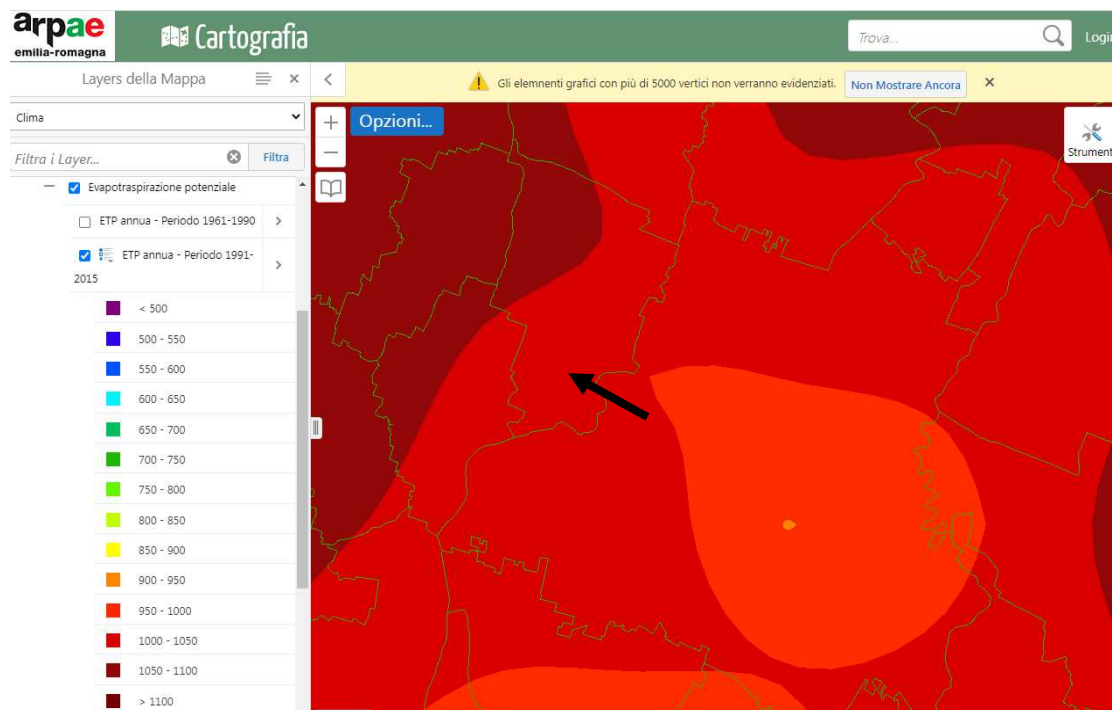 arpae
emilia-romagna
Cartografia
Trova...
Login
Layers della Mappa
Gli elemnenti grafici con più di 5000 vertici non verranno evidenziati.
Non Mostrare Ancora
Clima
Opzioni...
Filtra i Layer...
Filtra
Strument
Evapotraspirazione potenziale
ETP annua - Periodo 1961-1990
ETP annua - Periodo 1991-
2015
< 500
500 - 550
550 - 600
600 - 650
650 - 700
700 - 750
750 - 800
800 - 850
850 - 900
900 - 950
950 - 1000
1000 - 1050
1050 - 1100
> 1100